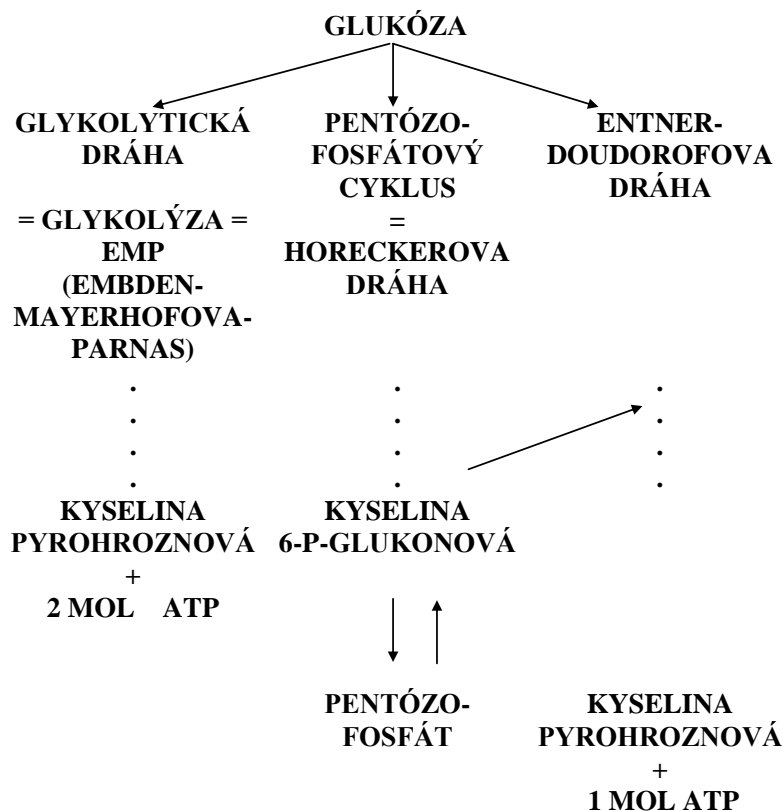 GLUKÓZA
GLYKOLYTICKÁ
DRÁHA
= GLYKOLÝZA =
EMP
(EMBDEN-
MAYERHOFOVA-
PARNAS)
PENTÓZO-
FOSFÁTOVÝ
CYKLUS
=
HORECKEROVA
DRÁHA
ENTNER-
DOUDOROFOVA
DRÁHA
.
.
.
.
.
.
.
.
.
.
.
.
KYSELINA
PYROHROZNOVÁ
+
2 MOL ATP
KYSELINA
6-P-GLUKONOVÁ
PENTÓZO-
FOSFÁT
KYSELINA
PYROHROZNOVÁ
+
1 MOL ATP